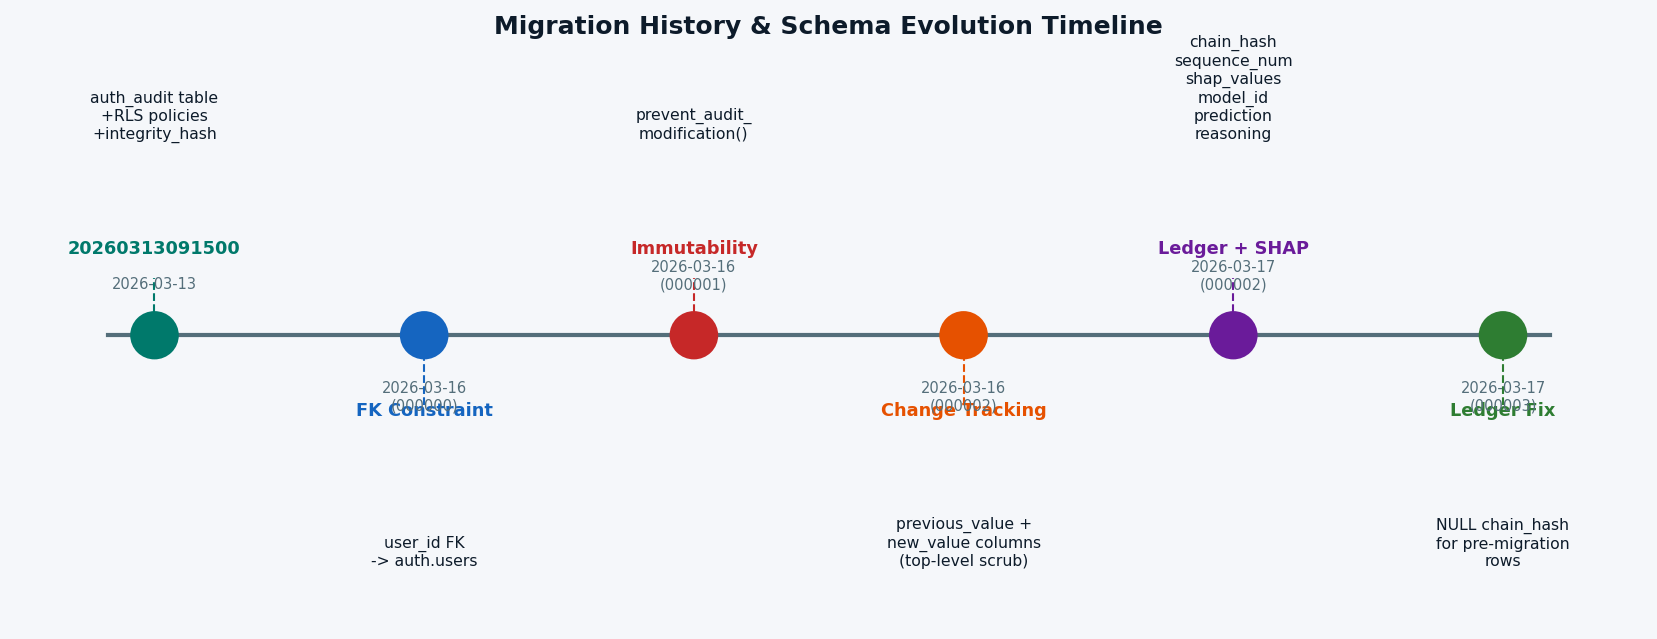 Migration History & Schema Evolution Timeline
auth_audit table
+RLS policies
+integrity_hash
20260313091500
2026-03-13
2026-03-16
(000000)
FK Constraint
user_id FK
-> auth.users
prevent_audit_
modification()
Immutability
2026-03-16
(000001)
2026-03-16
(000002)
Change Tracking
previous_value +
new_value columns
(top-level scrub)
chain_hash
sequence_num
shap_values
model_id
prediction
reasoning
Ledger + SHAP
2026-03-17
(000002)
2026-03-17
(000003)
Ledger Fix
NULL chain_hash
for pre-migration
rows